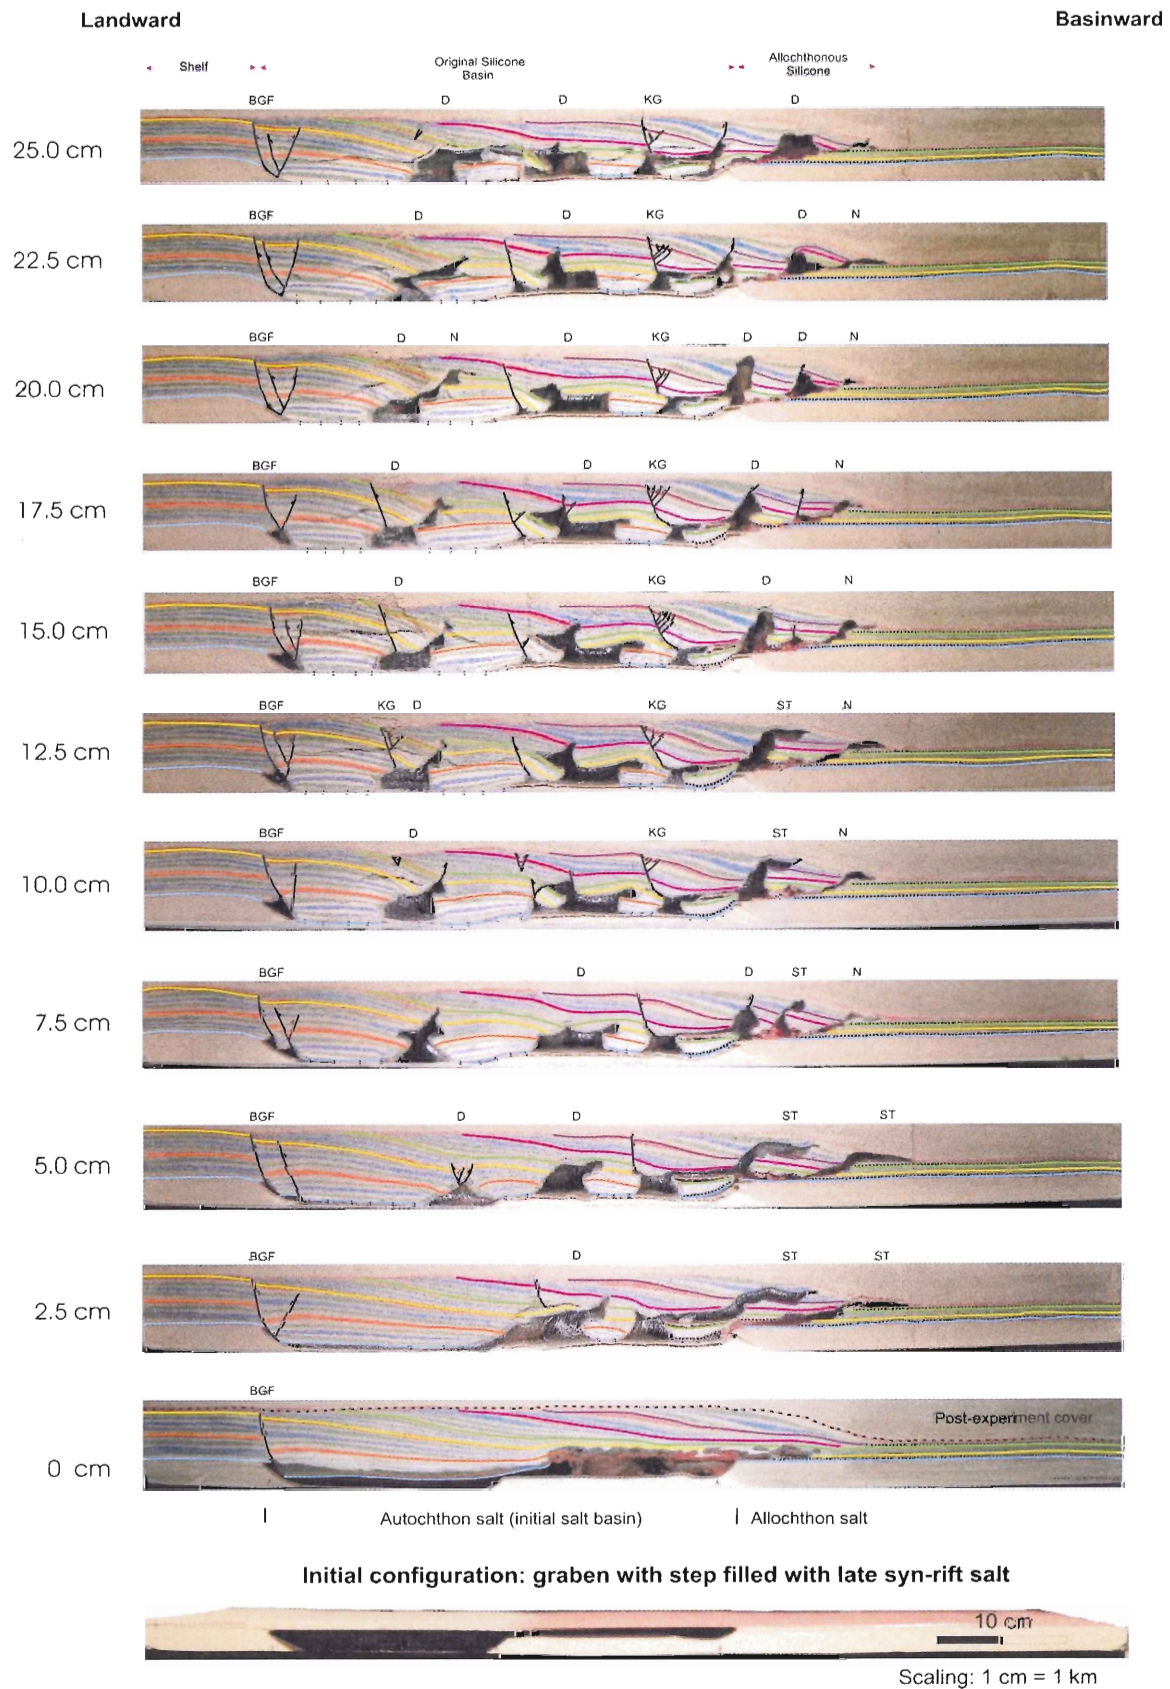 Landward Basinward
Shelf Original Silicone Basin Allochthonous Silicone
BGF D D KG D
25.0 cm
BGF D D KG D N
22.5 cm
BGF D N D KG D D N
20.0 cm
BGF D D KG D N
17.5 cm
BGF D KG D N
15.0 cm
BGF KG D KG ST N
12.5 cm
BGF D KG ST N
10.0 cm
BGF D D ST N
7.5 cm
BGF D D ST ST
5.0 cm
BGF D ST ST
2.5 cm
BGF
Post-experiment cover
0 cm
Autochthon salt (initial salt basin) Allochthon salt
Initial configuration: graben with step filled with late syn-rift salt
10 cm
Scaling: 1 cm = 1 km